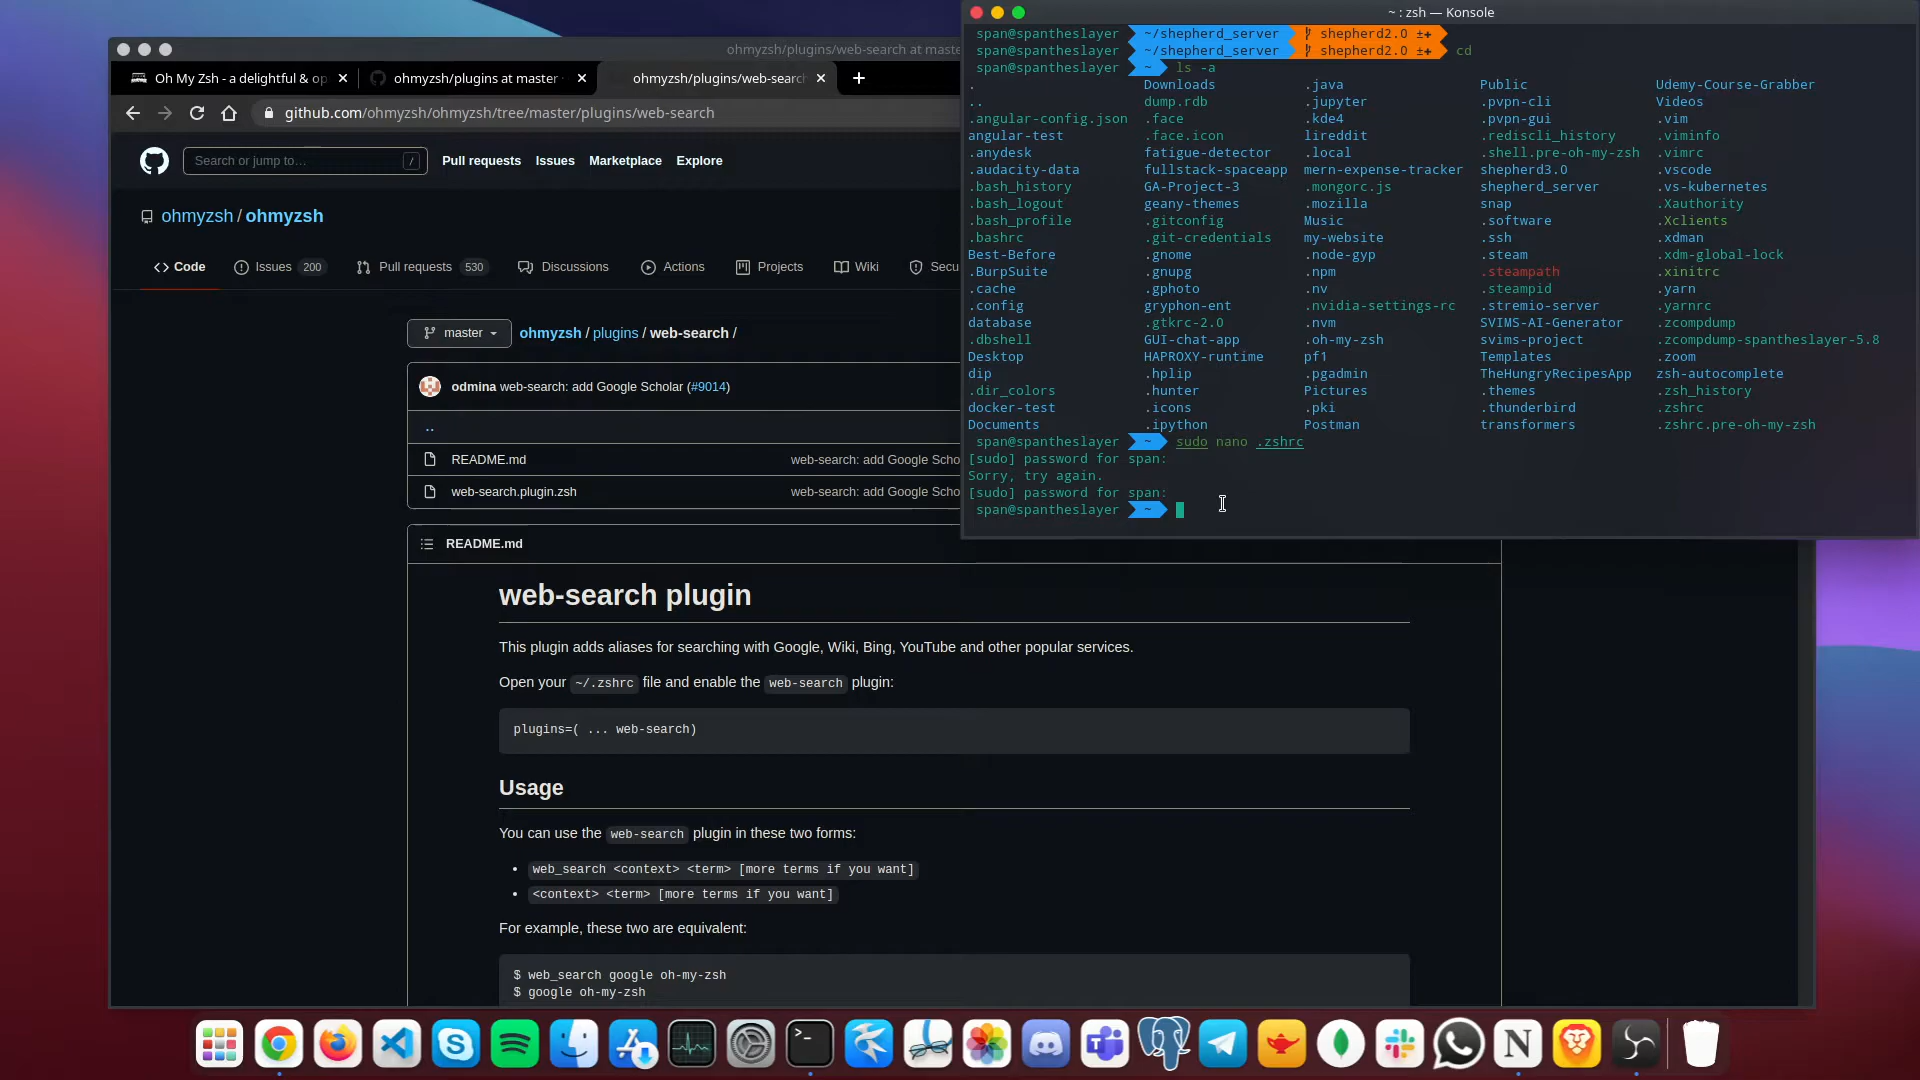 ~ : zsh — Konsole
span@spantheslayer ~/shepherd_server shepherd2.0 ±✚
span@spantheslayer ~/shepherd_server shepherd2.0 ±✚ cd
span@spantheslayer ~ ls -a
. Downloads .java Public Udemy-Course-Grabber
.. dump.rdb .jupyter .pvpn-cli Videos
.angular-config.json .face .kde4 .pvpn-gui .vim
angular-test .face.icon lireddit .rediscli_history .viminfo
.anydesk fatigue-detector .local .shell.pre-oh-my-zsh .vimrc
.audacity-data fullstack-spaceapp mern-expense-tracker shepherd3.0 .vscode
.bash_history GA-Project-3 .mongorc.js shepherd_server .vs-kubernetes
.bash_logout geany-themes .mozilla snap .Xauthority
.bash_profile .gitconfig Music .software .Xclients
.bashrc .git-credentials my-website .ssh .xdman
Best-Before .gnome .node-gyp .steam .xdm-global-lock
.BurpSuite .gnupg .npm .steampath .xinitrc
.cache .gphoto .nv .steampid .yarn
.config gryphon-ent .nvidia-settings-rc .stremio-server .yarnrc
database .gtkrc-2.0 .nvm SVIMS-AI-Generator .zcompdump
.dbshell GUI-chat-app .oh-my-zsh svims-project .zcompdump-spantheslayer-5.8
Desktop HAPROXY-runtime pf1 Templates .zoom
dip .hplip .pgadmin TheHungryRecipesApp zsh-autocomplete
.dir_colors .hunter Pictures .themes .zsh_history
docker-test .icons .pki .thunderbird .zshrc
Documents .ipython Postman transformers .zshrc.pre-oh-my-zsh
span@spantheslayer ~ sudo nano .zshrc
[sudo] password for span:
Sorry, try again.
[sudo] password for span:
span@spantheslayer ~
ohmyzsh/plugins/web-search at maste
Oh My Zsh - a delightful & op
ohmyzsh/plugins at master
ohmyzsh/plugins/web-search
github.com/ohmyzsh/ohmyzsh/tree/master/plugins/web-search
Search or jump to… / Pull requests Issues Marketplace Explore
ohmyzsh / ohmyzsh
Code Issues 200 Pull requests 530 Discussions Actions Projects Wiki Secu
master ohmyzsh / plugins / web-search /
odmina web-search: add Google Scholar (#9014)
..
README.md web-search: add Google Scho
web-search.plugin.zsh web-search: add Google Scho
README.md
web-search plugin
This plugin adds aliases for searching with Google, Wiki, Bing, YouTube and other popular services.
Open your ~/.zshrc file and enable the web-search plugin:
plugins=( ... web-search)
Usage
You can use the web-search plugin in these two forms:
• web_search <context> <term> [more terms if you want]
• <context> <term> [more terms if you want]
For example, these two are equivalent:
$ web_search google oh-my-zsh
$ google oh-my-zsh